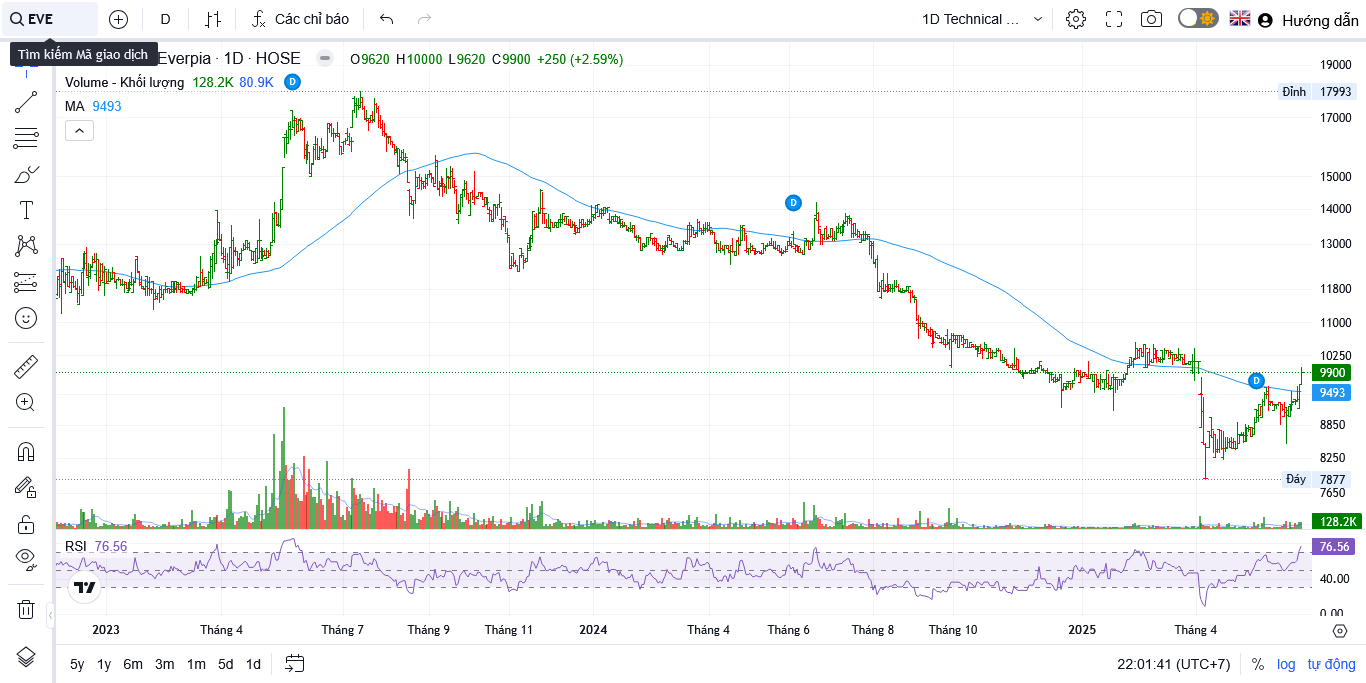 EVE
D
Các chỉ báo
1D Technical ...
Hướng dẫn
Tìm kiếm Mã giao dịch
Everpia · 1D · HOSE
O9620 H10000 L9620 C9900 +250 (+2.59%)
Volume - Khối lượng 128.2K 80.9K D
MA 9493
19000
Đỉnh 17993
17000
15000
14000
13000
11800
11000
10250
9900
9493
8850
8250
Đáy 7877
7650
128.2K
D
D
RSI 76.56
76.56
40.00
0.00
2023 Tháng 4 Tháng 7 Tháng 9 Tháng 11 2024 Tháng 4 Tháng 6 Tháng 8 Tháng 10 2025 Tháng 4
5y 1y 6m 3m 1m 5d 1d
22:01:41 (UTC+7) % log tự động